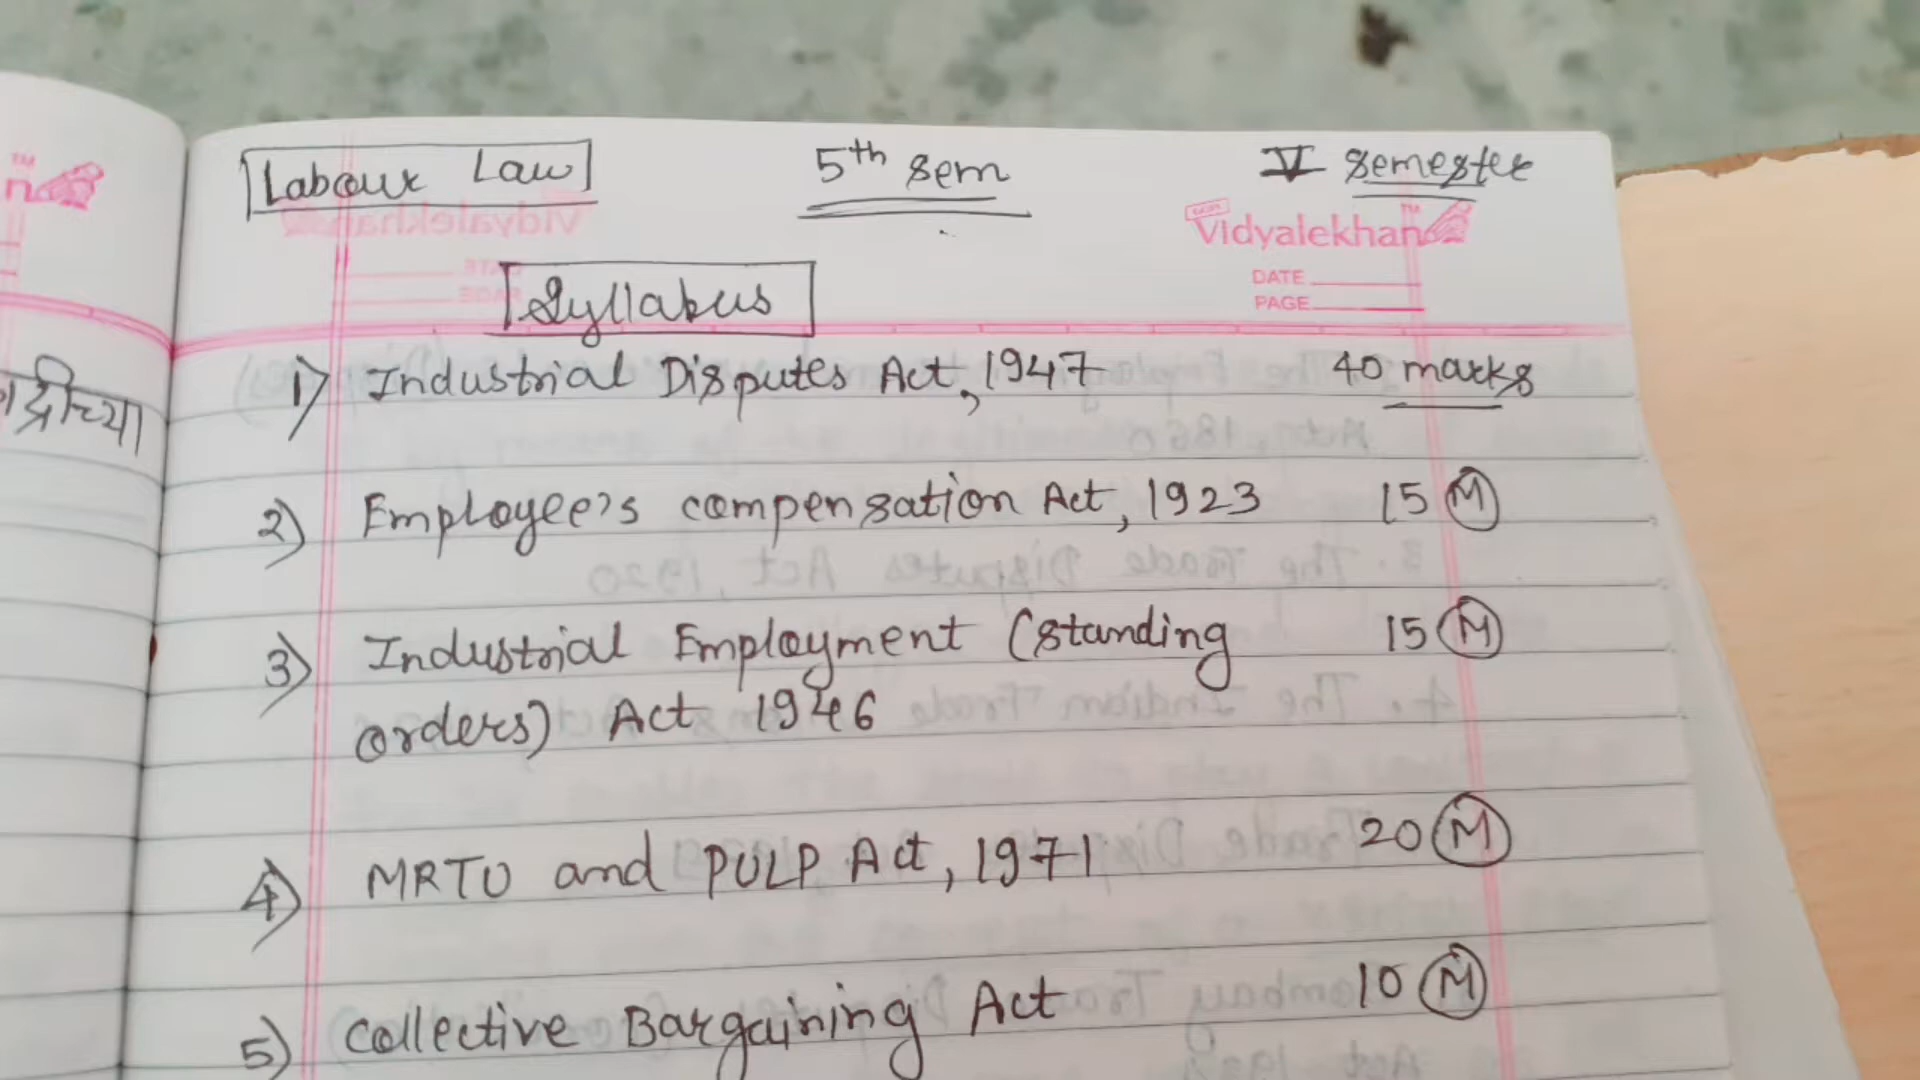 Labour Law 5th sem V semester
Vidyalekhan
DATE
PAGE
Syllabus
1) Industrial Disputes Act, 1947 40 marks
2) Employee's compensation Act, 1923 15 M
3) Industrial Employment (standing 15 M
orders) Act 1946
4) MRTU and PULP Act, 1971 20 M
5) Collective Bargaining Act 10 M